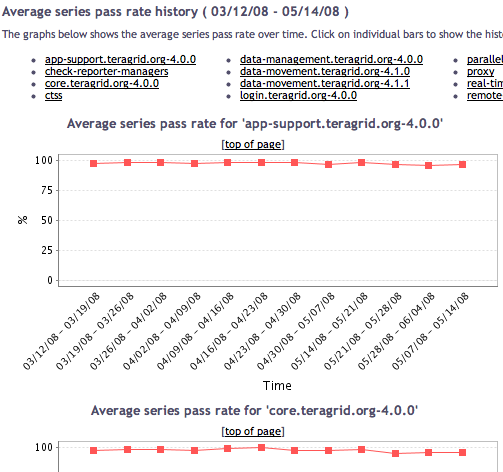 Average series pass rate history ( 03/12/08 - 05/14/08 )
The graphs below shows the average series pass rate over time. Click on individual bars to show the
app-support.teragrid.org-4.0.0
check-reporter-managers
core.teragrid.org-4.0.0
ctss
data-management.teragrid.org-4.0.0
data-movement.teragrid.org-4.1.0
data-movement.teragrid.org-4.1.1
login.teragrid.org-4.0.0
proxy
remote
Average series pass rate for 'app-support.teragrid.org-4.0.0'
[top of page]
100
75
50
25
0
%
03/12/08 - 03/19/08
03/19/08 - 03/26/08
03/26/08 - 04/02/08
04/02/08 - 04/09/08
04/09/08 - 04/16/08
04/16/08 - 04/23/08
04/23/08 - 04/30/08
04/30/08 - 05/07/08
05/14/08 - 05/21/08
05/21/08 - 05/28/08
05/28/08 - 06/04/08
05/07/08 - 05/14/08
Time
Average series pass rate for 'core.teragrid.org-4.0.0'
[top of page]
100